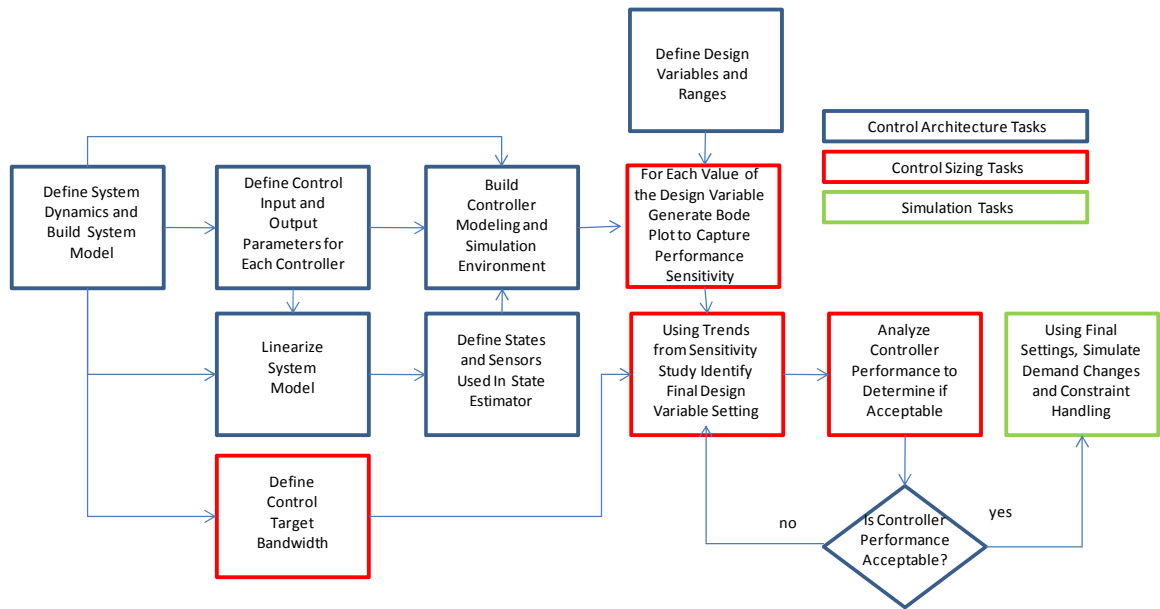 Define Design
Variables and
Ranges
Control Architecture Tasks
Control Sizing Tasks
Simulation Tasks
Define System
Dynamics and
Build System
Model
Define Control
Input and
Output
Parameters for
Each Controller
Build
Controller
Modeling and
Simulation
Environment
For Each Value of
the Design Variable
Generate Bode
Plot to Capture
Performance
Sensitivity
Linearize
System
Model
Define States
and Sensors
Used In State
Estimator
Using Trends
from Sensitivity
Study Identify
Final Design
Variable Setting
Analyze
Controller
Performance to
Determine if
Acceptable
Using Final
Settings, Simulate
Demand Changes
and Constraint
Handling
Define
Control
Target
Bandwidth
no
Is Controller
Performance
Acceptable?
yes